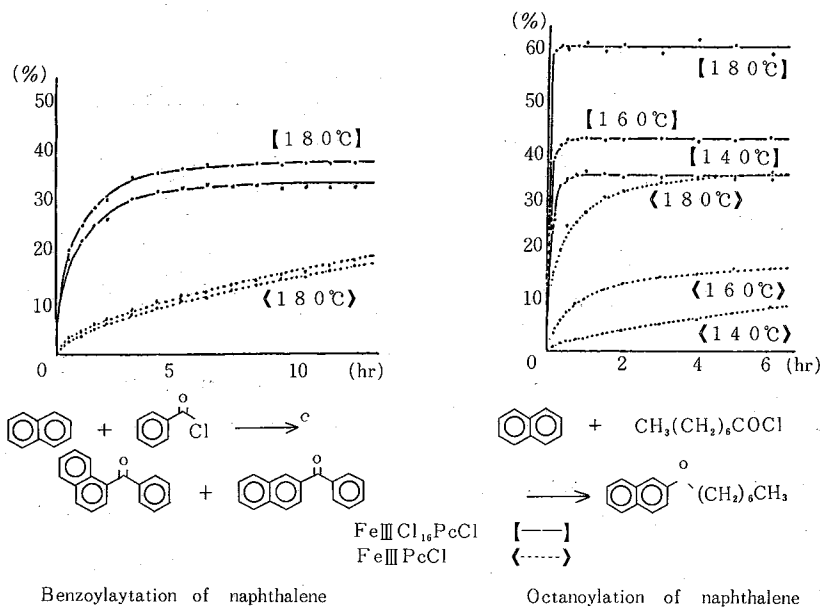 (%)
50
40
30
20
10
0
5
10
(hr)
【180℃】
《180℃》
(%)
60
50
40
30
20
10
0
2
4
6
(hr)
【180℃】
【160℃】
【140℃】
《180℃》
《160℃》
《140℃》
+ O Cl
O + O
+ CH₃(CH₂)₆COCl
O (CH₂)₆CH₃
FeⅢCl₁₆PcCl 【——】
FeⅢPcCl 《------》
Benzoylaytation of naphthalene
Octanoylation of naphthalene